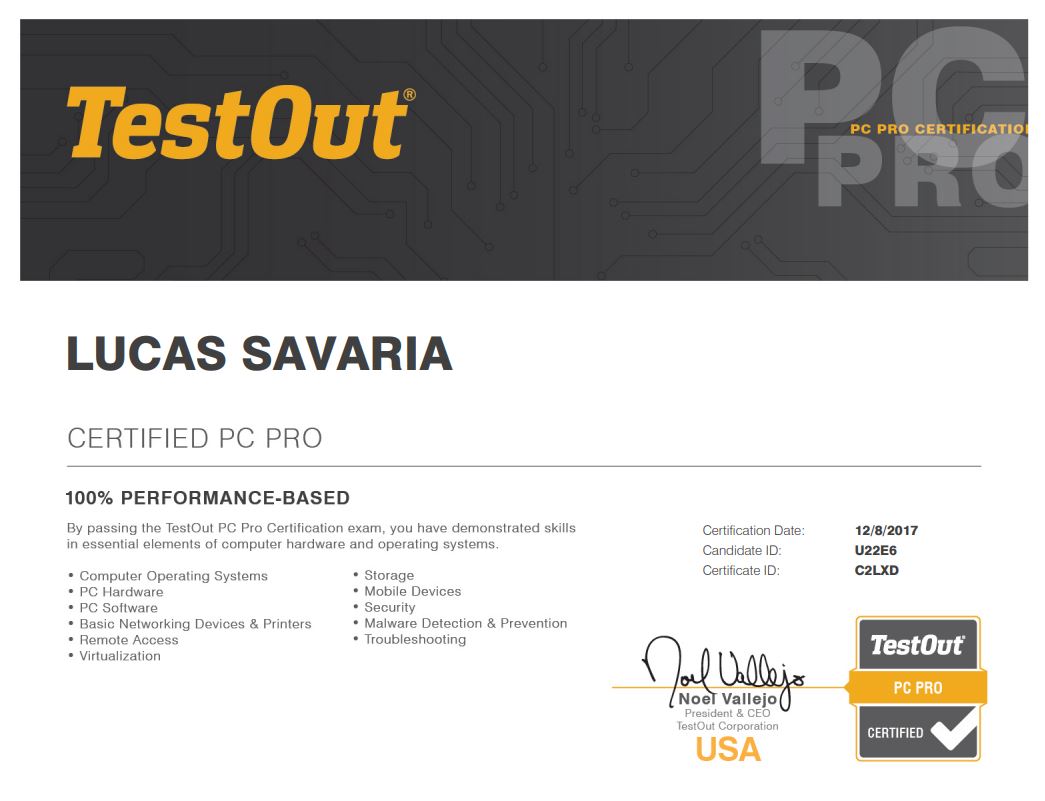 TestOut®
PC
PC PRO CERTIFICATIO
PRO
LUCAS SAVARIA
CERTIFIED PC PRO
100% PERFORMANCE-BASED
By passing the TestOut PC Pro Certification exam, you have demonstrated skills
in essential elements of computer hardware and operating systems.
• Computer Operating Systems
• PC Hardware
• PC Software
• Basic Networking Devices & Printers
• Remote Access
• Virtualization
• Storage
• Mobile Devices
• Security
• Malware Detection & Prevention
• Troubleshooting
Certification Date: 12/8/2017
Candidate ID: U22E6
Certificate ID: C2LXD
Noel Vallejo
Noel Vallejo
President & CEO
TestOut Corporation
USA
TestOut®
PC PRO
CERTIFIED